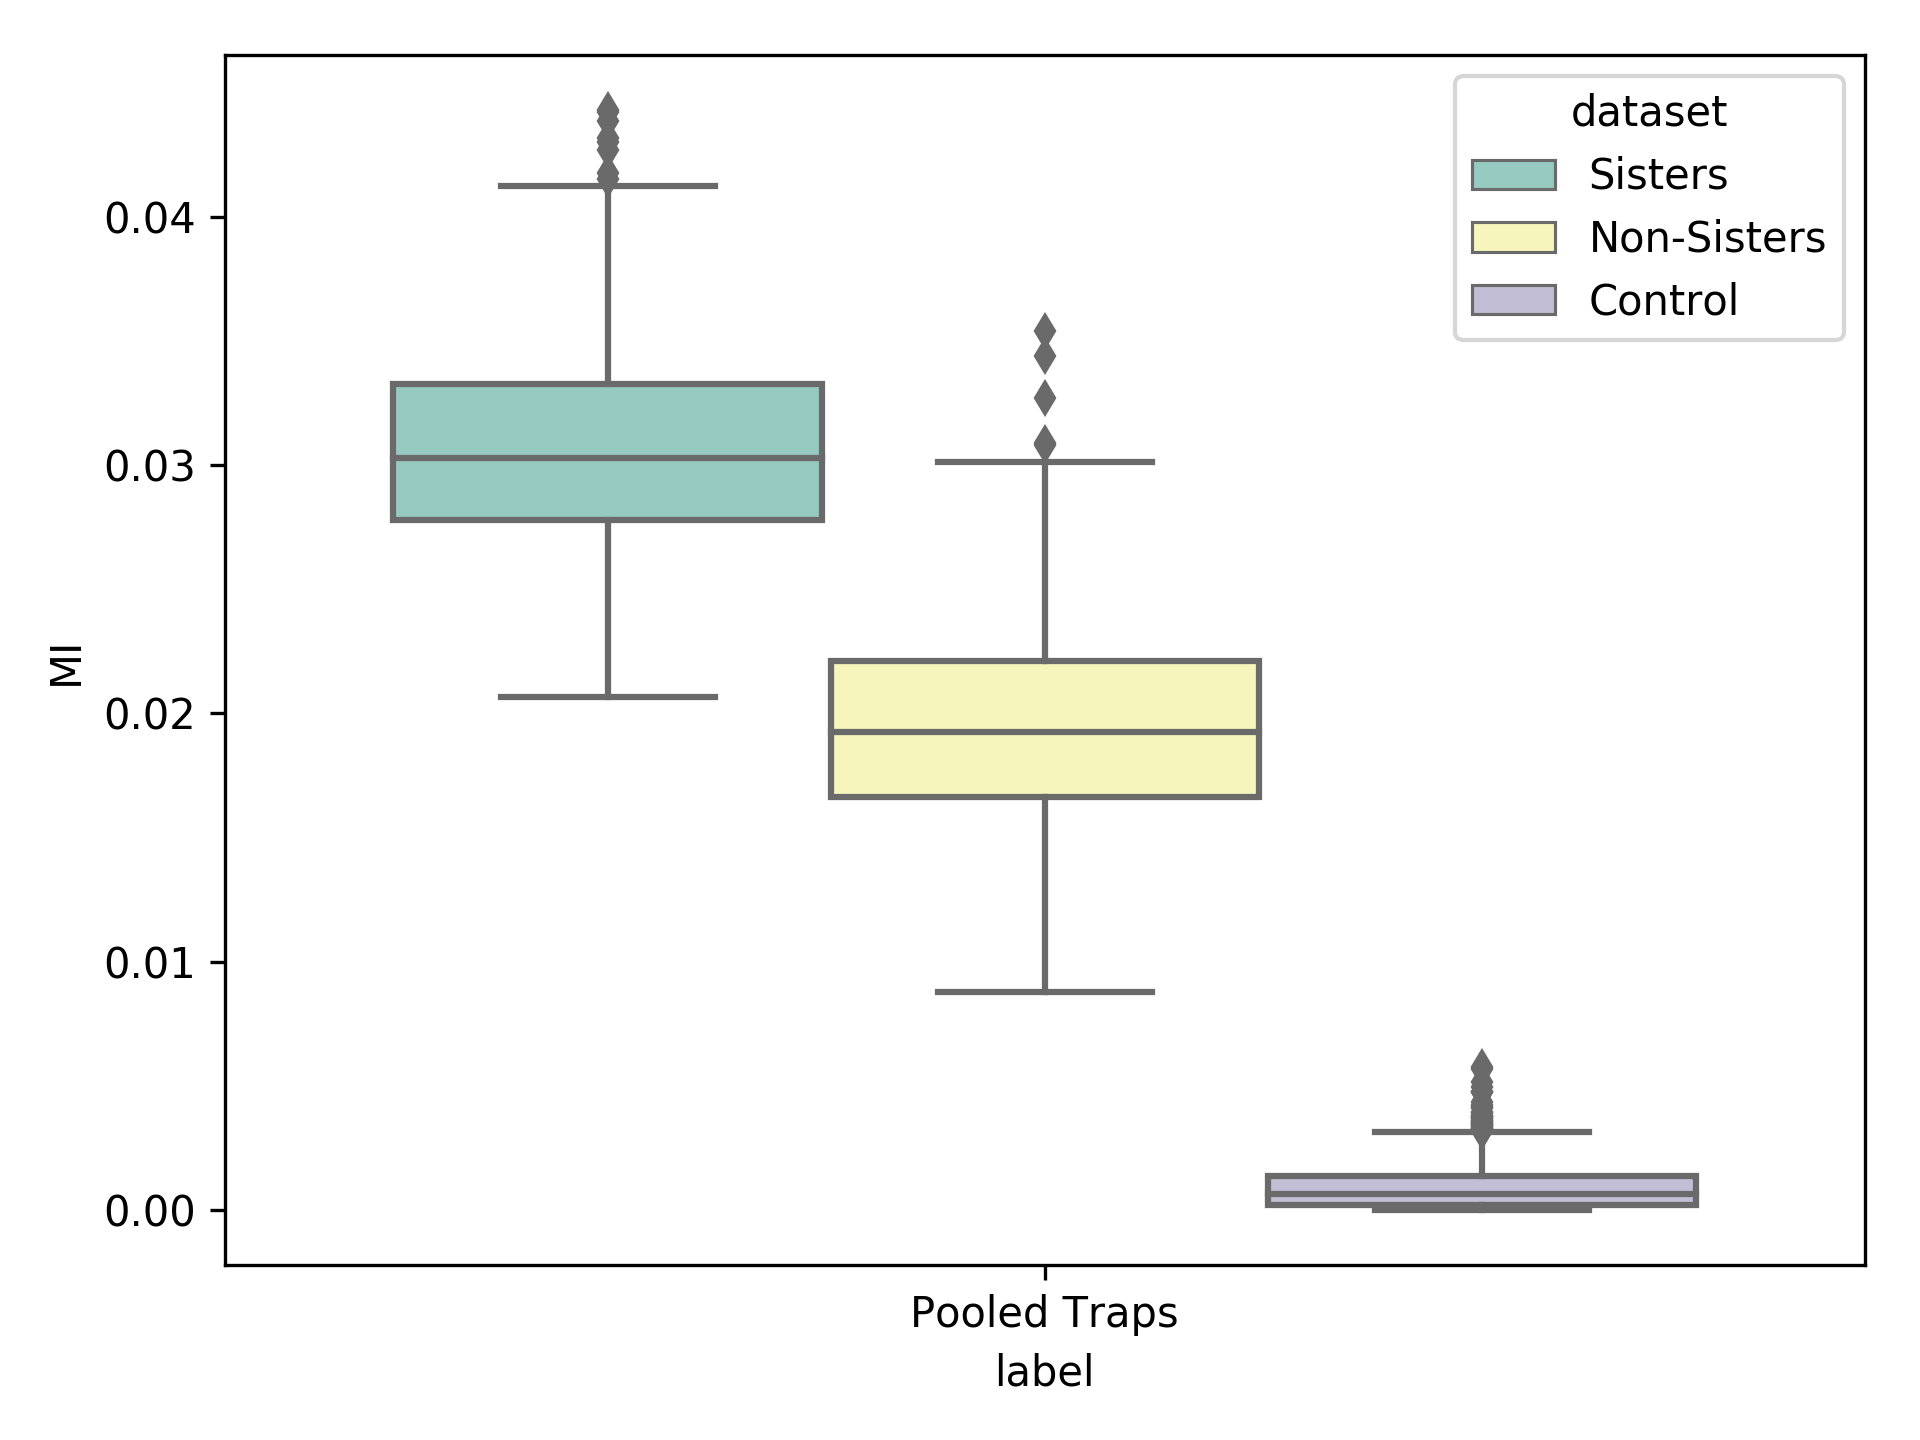 dataset
Sisters
Non-Sisters
Control
0.04
0.03
0.02
0.01
0.00
MI
Pooled Traps
label